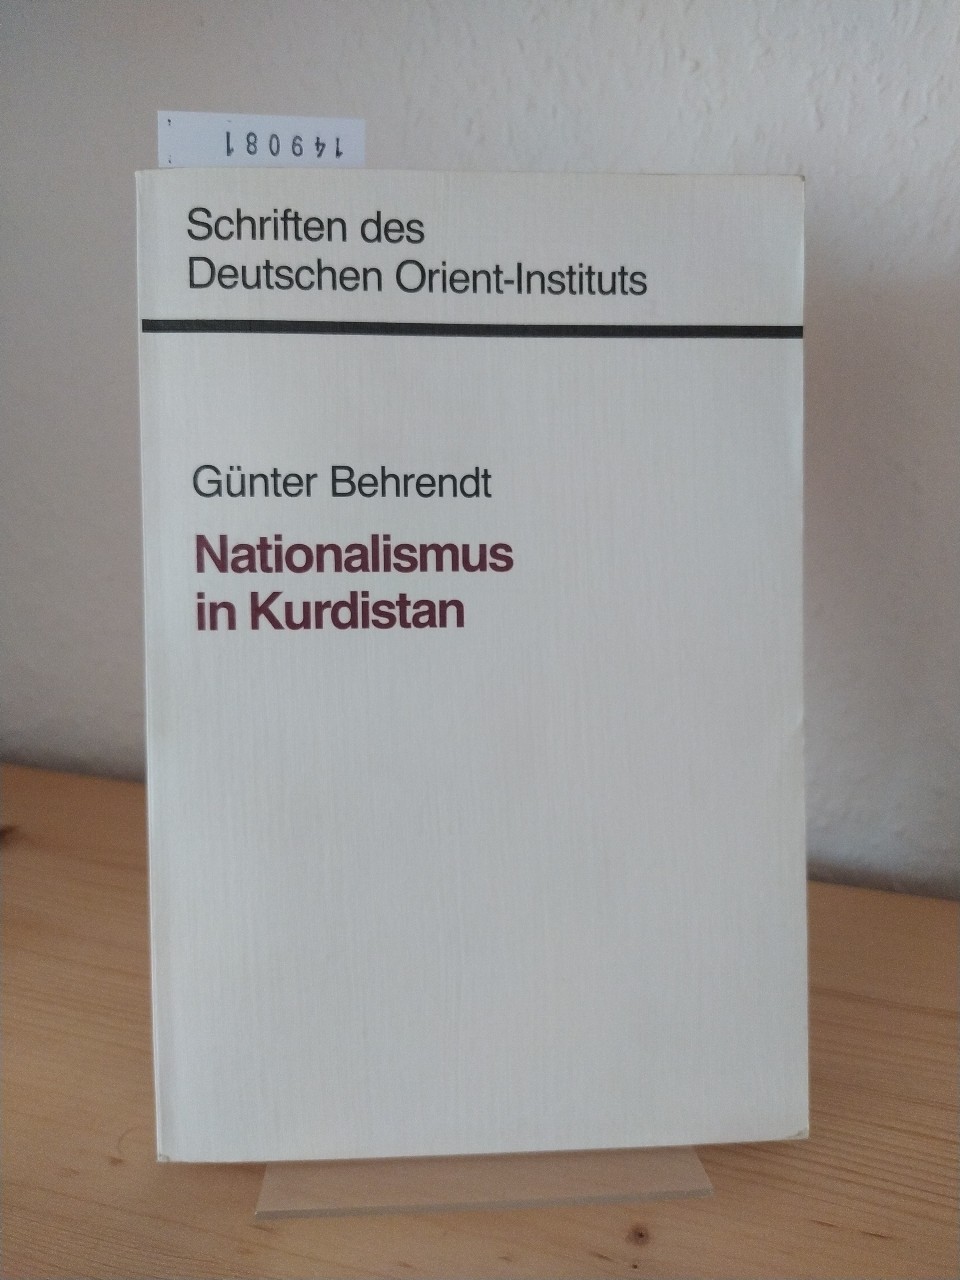 149081
Schriften des
Deutschen Orient-Instituts
Günter Behrendt
Nationalismus
in Kurdistan